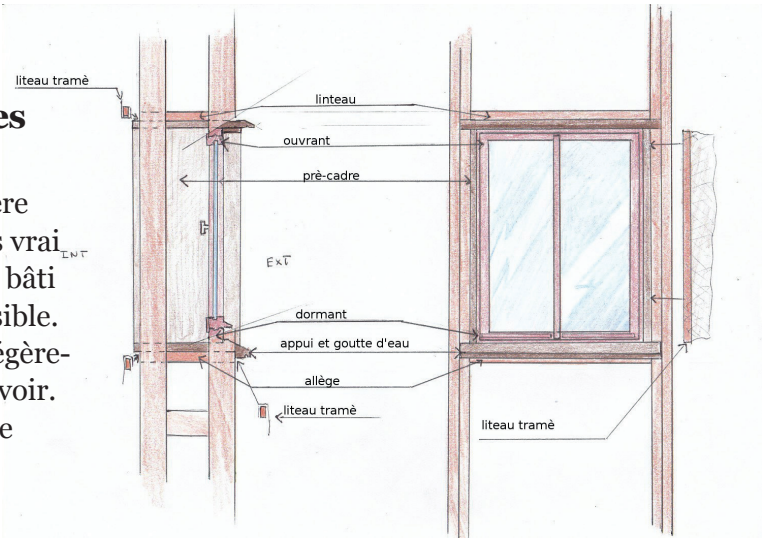 liteau tramè
es
linteau
ouvrant
prè-cadre
ère
s vrai
INT
EXT
bâti
sible.
dormant
égère-
appui et goutte d'eau
voir.
allège
e
liteau tramè
liteau tramè